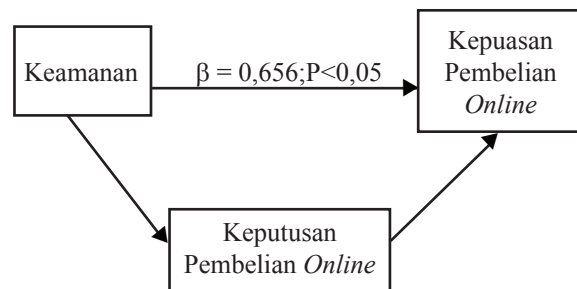 Keamanan
β = 0,656;P<0,05
Kepuasan
Pembelian
Online
Keputusan
Pembelian Online